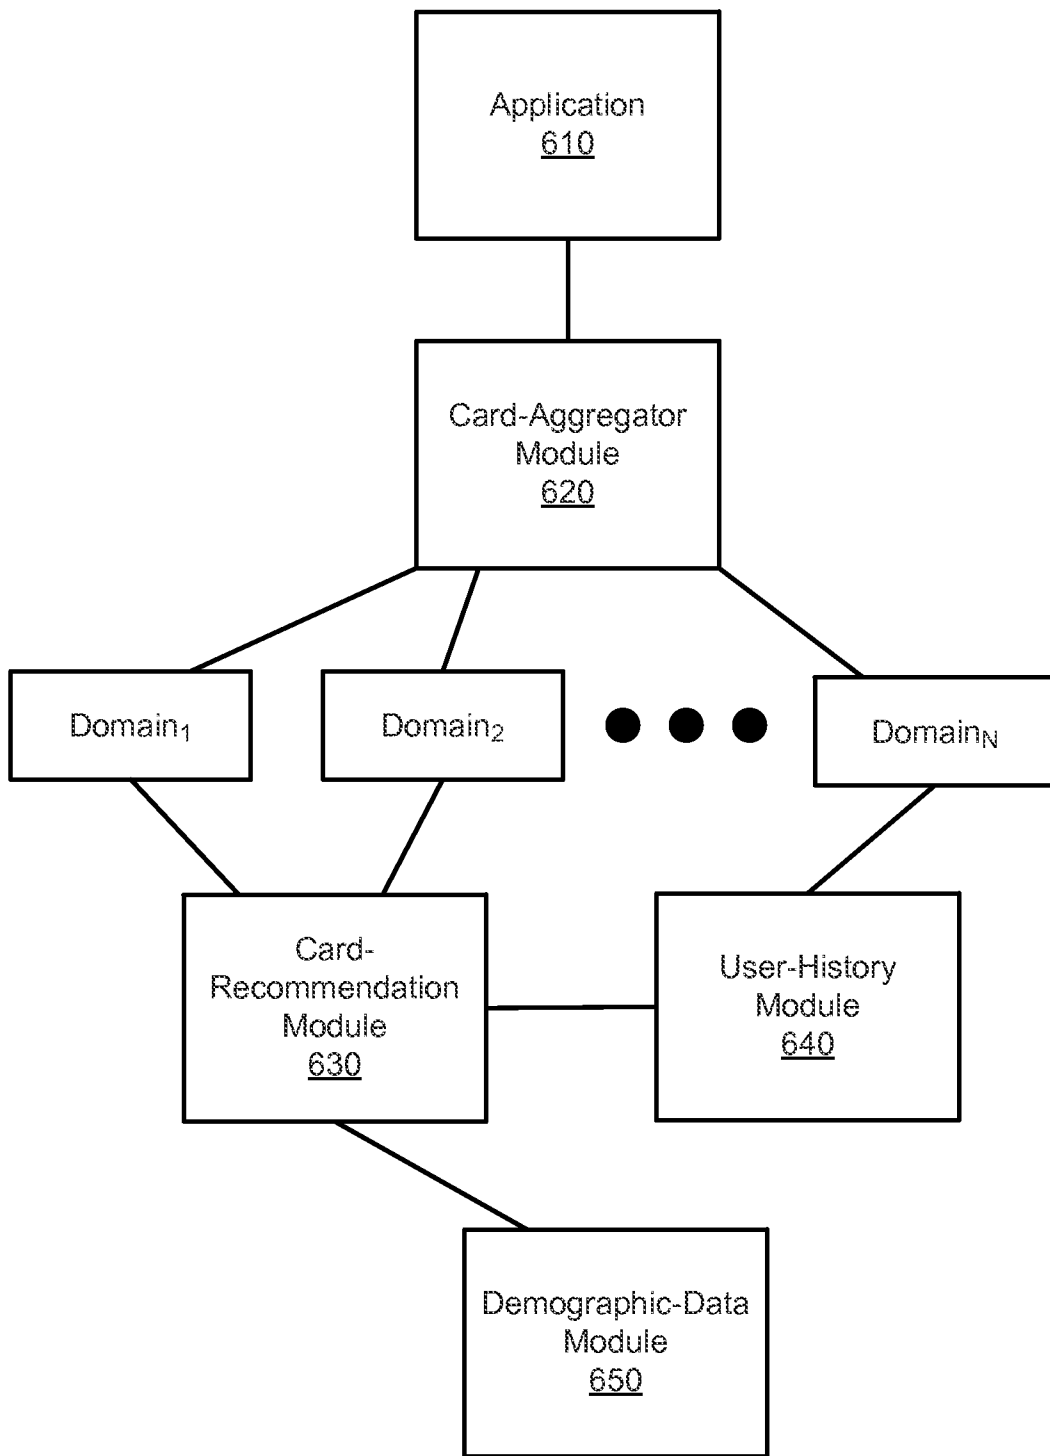 Application
610
Card-Aggregator
Module
620
Domain₁
Domain₂
Domain_N
Card-
Recommendation
Module
630
User-History
Module
640
Demographic-Data
Module
650